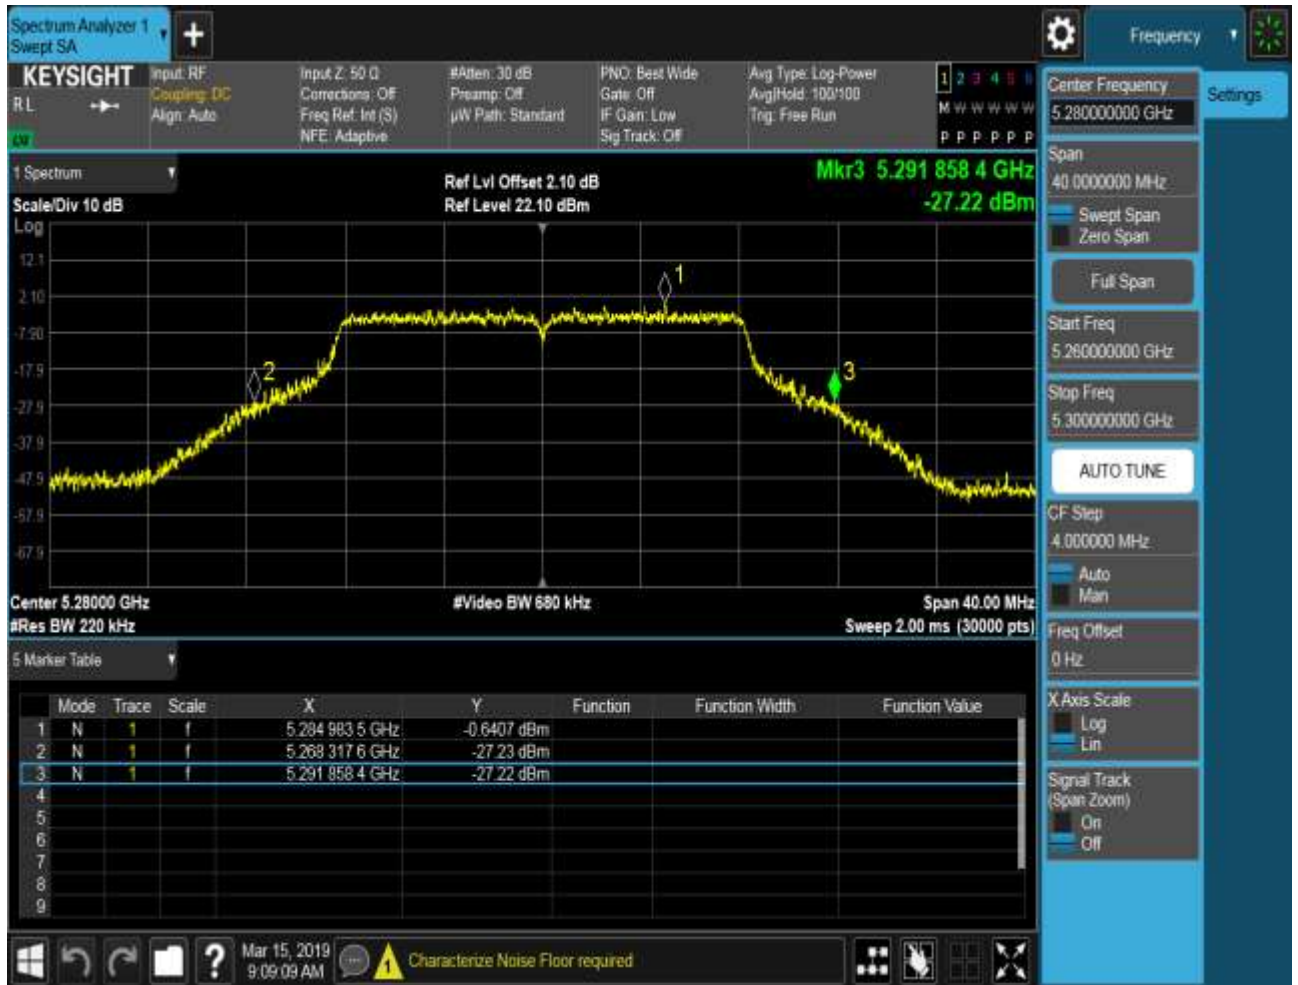 Spectrum Analyzer 1
Swept SA
+
Frequency
KEYSIGHT
RL
Input: RF
Coupling: DC
Align: Auto
Input Z: 50 Ω
Corrections: Off
Freq Ref: Int (S)
NFE: Adaptive
#Atten: 30 dB
Preamp: Off
µW Path: Standard
PNO: Best Wide
Gate: Off
IF Gain: Low
Sig Track: Off
Avg Type: Log-Power
Avg|Hold: 100/100
Trig: Free Run
1 2 3 4 5 6
M W W W W W
P P P P P P
1 Spectrum
Scale/Div 10 dB
Ref Lvl Offset 2.10 dB
Ref Level 22.10 dBm
Mkr3 5.291 858 4 GHz
-27.22 dBm
Log
12.1
2.10
-7.90
-17.9
-27.9
-37.9
-47.9
-57.9
-67.9
1
2
3
Center 5.28000 GHz
#Res BW 220 kHz
#Video BW 680 kHz
Span 40.00 MHz
Sweep 2.00 ms (30000 pts)
5 Marker Table
Mode Trace Scale X Y Function Function Width Function Value
1 N 1 f 5.284 983 5 GHz -0.6407 dBm
2 N 1 f 5.268 317 6 GHz -27.23 dBm
3 N 1 f 5.291 858 4 GHz -27.22 dBm
4
5
6
7
8
9
Mar 15, 2019
9:09:09 AM
?
1
Characterize Noise Floor required
Center Frequency
5.280000000 GHz
Settings
Span
40.0000000 MHz
Swept Span
Zero Span
Full Span
Start Freq
5.260000000 GHz
Stop Freq
5.300000000 GHz
AUTO TUNE
CF Step
4.000000 MHz
Auto
Man
Freq Offset
0 Hz
X Axis Scale
Log
Lin
Signal Track
(Span Zoom)
On
Off